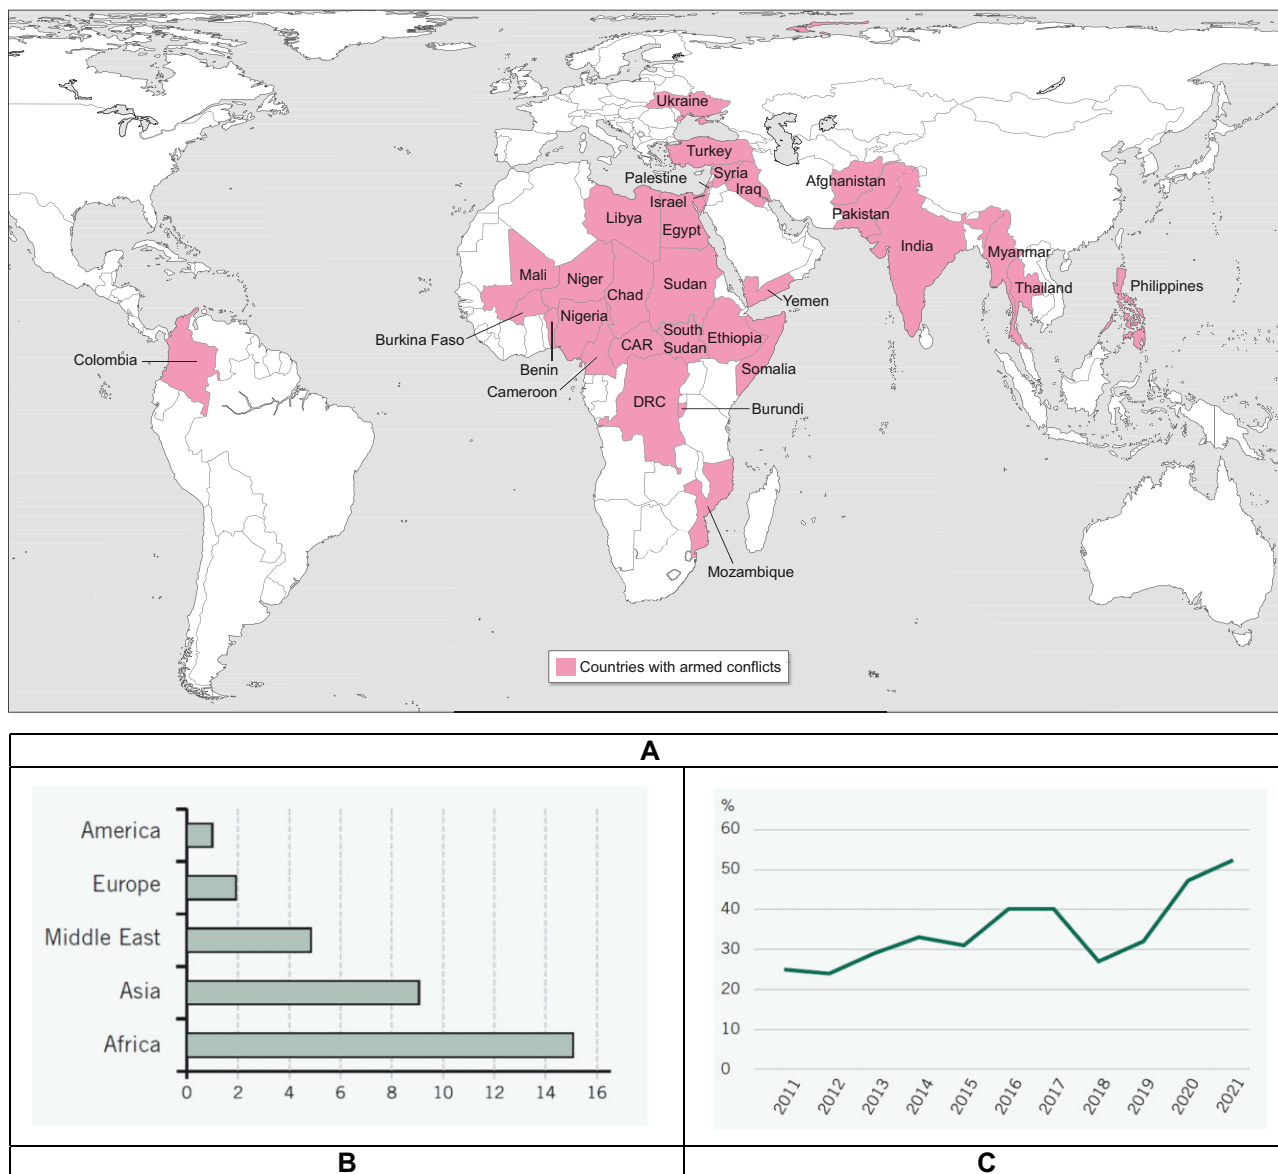 Ukraine
Turkey
Syria
Palestine
Iraq
Afghanistan
Israel
Libya
Pakistan
Egypt
India
Myanmar
Mali
Niger
Sudan
Thailand
Philippines
Chad
Yemen
Nigeria
South
Sudan
Ethiopia
Burkina Faso
CAR
Colombia
Benin
Somalia
Cameroon
DRC
Burundi
Mozambique
Countries with armed conflicts
A
America
Europe
Middle East
Asia
Africa
0 2 4 6 8 10 12 14 16
B
%
60
50
40
30
20
10
0
2011 2012 2013 2014 2015 2016 2017 2018 2019 2020 2021
C